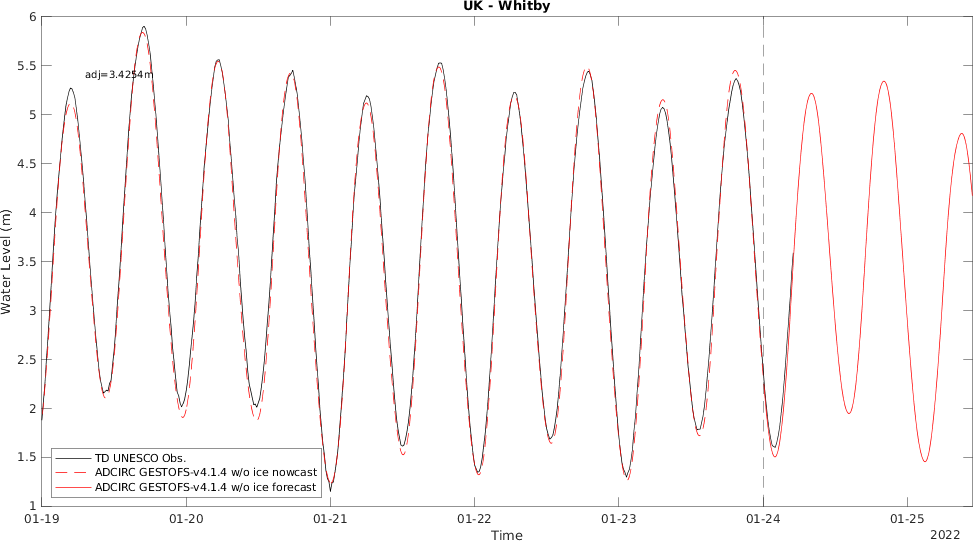 UK - Whitby
6
5.5
5
4.5
4
3.5
3
2.5
2
1.5
1
Water Level (m)
adj=3.4254m
TD UNESCO Obs.
ADCIRC GESTOFS-v4.1.4 w/o ice nowcast
ADCIRC GESTOFS-v4.1.4 w/o ice forecast
01-19 01-20 01-21 01-22 01-23 01-24 01-25
Time
2022